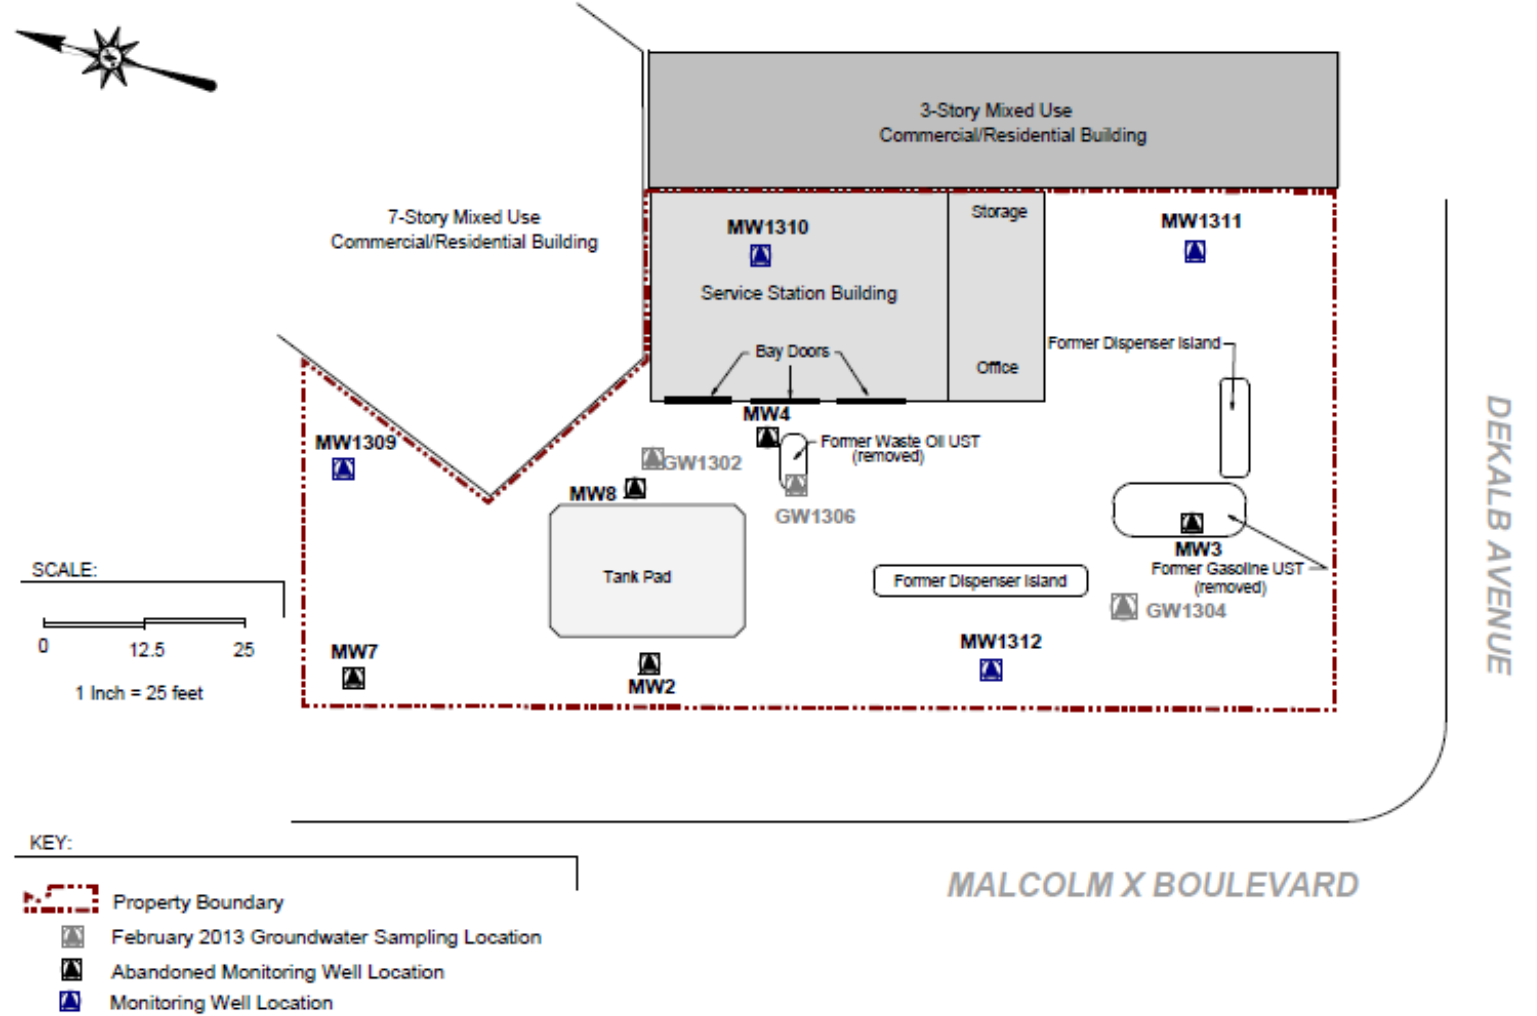 3-Story Mixed Use
Commercial/Residential Building
7-Story Mixed Use
Commercial/Residential Building
MW1310
Service Station Building
Bay Doors
Storage
Office
MW1311
Former Dispenser Island
MW1309
MW4
Former Waste Oil UST
(removed)
GW1302
MW8
GW1306
MW3
Former Gasoline UST
(removed)
Tank Pad
Former Dispenser Island
GW1304
MW7
MW2
MW1312
DEKALB AVENUE
MALCOLM X BOULEVARD
SCALE:
0 12.5 25
1 Inch = 25 feet
KEY:
Property Boundary
February 2013 Groundwater Sampling Location
Abandoned Monitoring Well Location
Monitoring Well Location